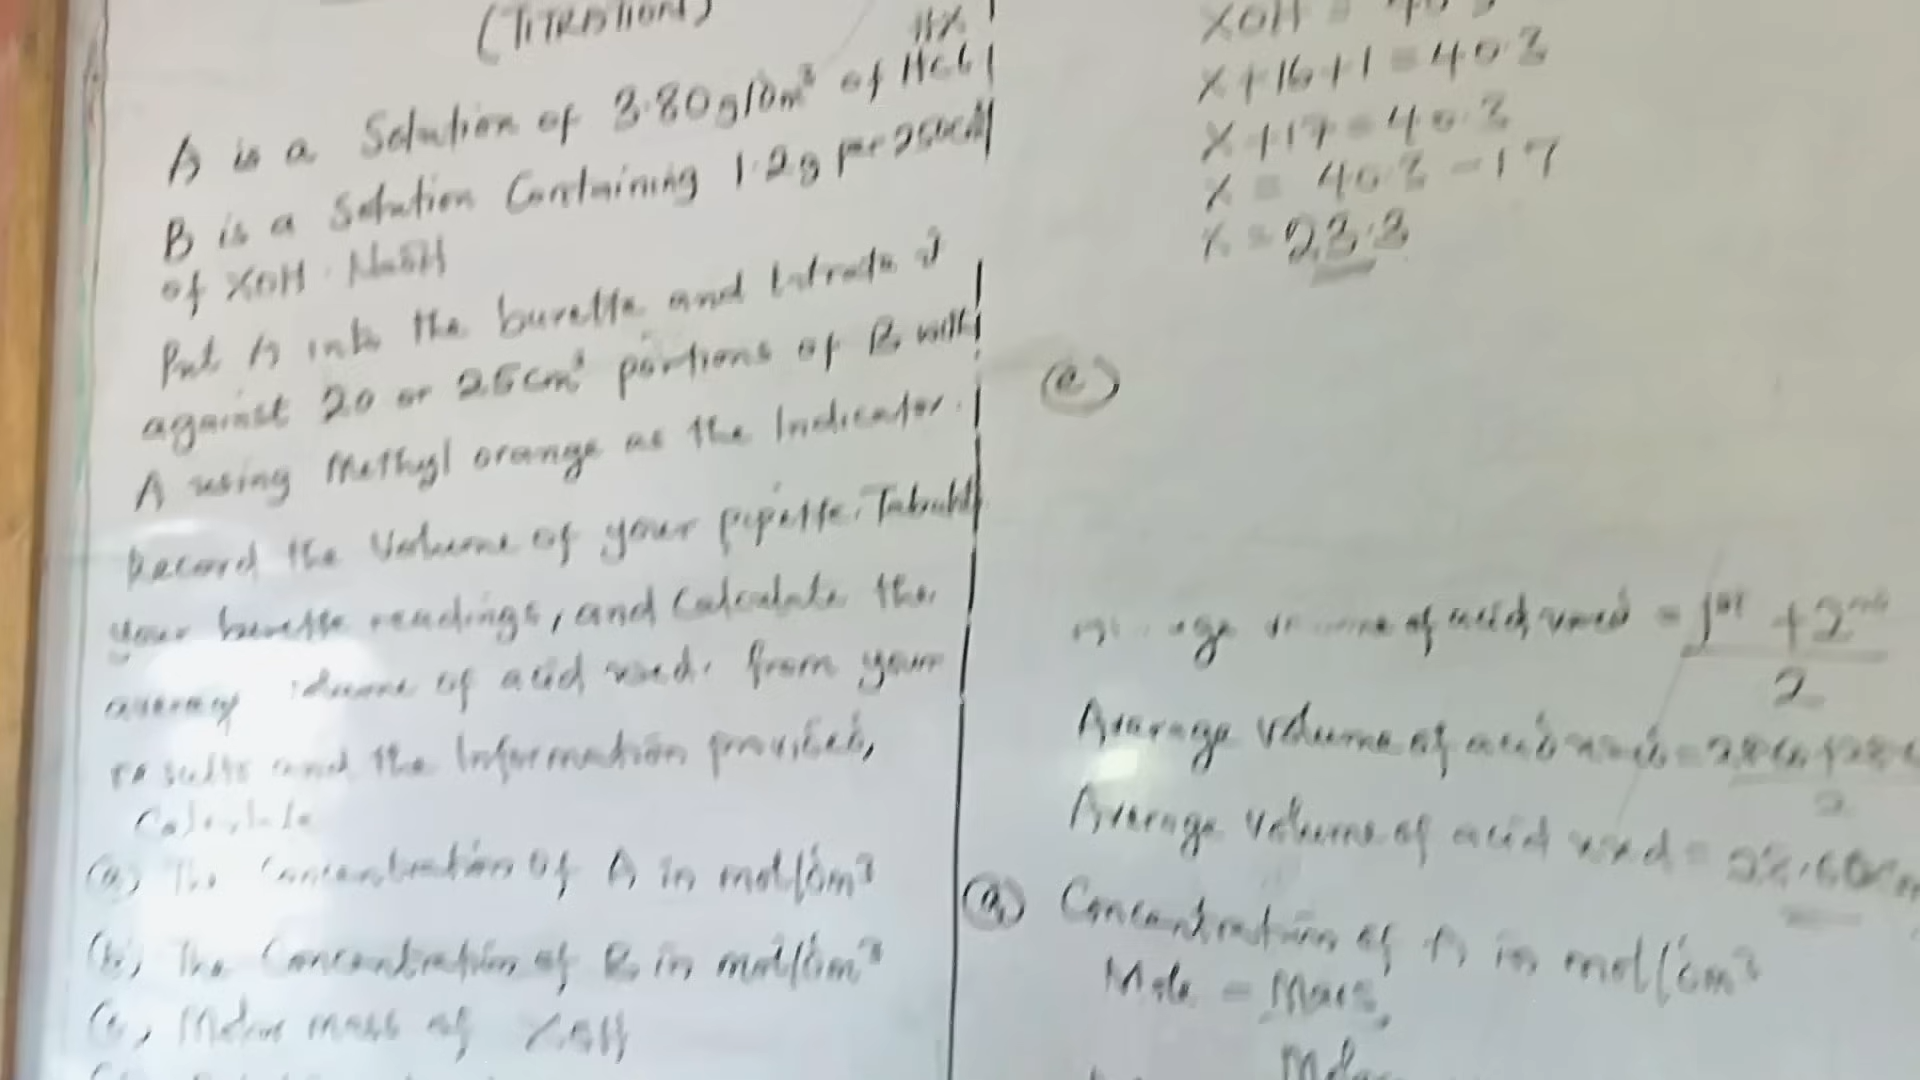 (TITRATION)
HX
A is a Solution of 3.80g/dm³ of HCl
B is a Solution Containing 1.2g per 250cm³
of XOH. NaOH
Put A into the burette and titrate it
against 20 or 25cm³ portions of B with
A using Methyl orange as the Indicator.
Record the Volume of your pipette. Tabulate
your burette readings, and Calculate the
average volume of acid used. from your
results and the Information provided,
Calculate
(a) The Concentration of A in mol/dm³
(b) The Concentration of B in mol/dm³
(c) Molar mass of XOH
XOH = 40.3
X+16+1 = 40.3
X+17 = 40.3
X = 40.3 - 17
X = 23.3
(e)
volume of acid used = 1st + 2nd
2
Average volume of acid used =
2
Average volume of acid used =
(a) Concentration of A in mol/dm³
Mole = Mass